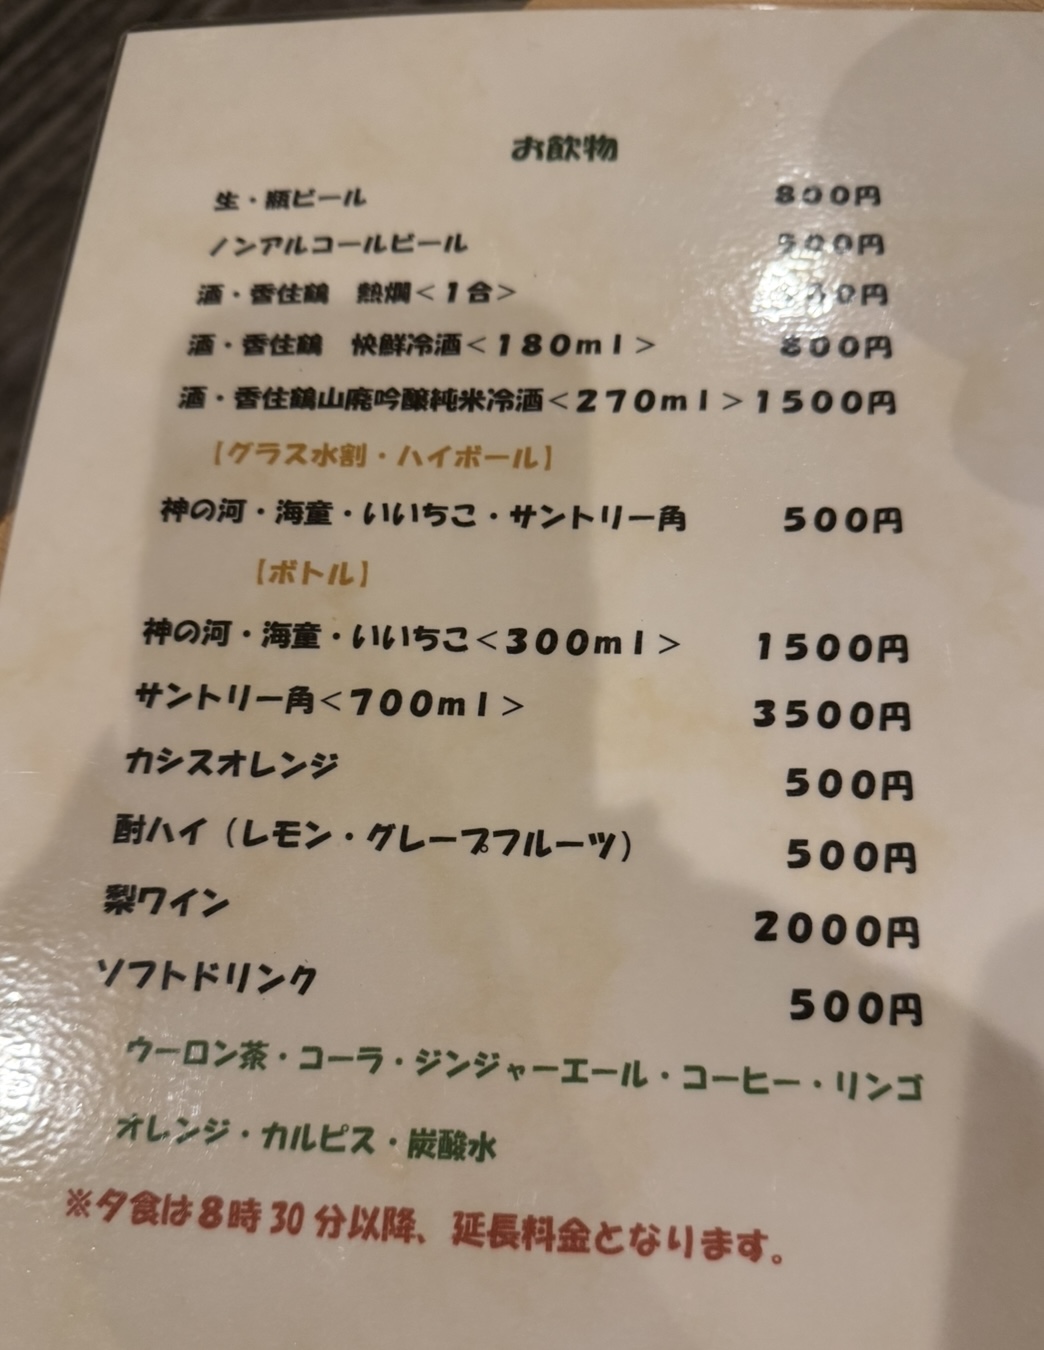 お飲物
生・瓶ビール 800円
ノンアルコールビール 500円
酒・香住鶴 熱燗<1合> 円
酒・香住鶴 快鮮冷酒<180ml> 800円
酒・香住鶴山廃吟醸純米冷酒<270ml>1500円
【グラス水割・ハイボール】
神の河・海童・いいちこ・サントリー角 500円
【ボトル】
神の河・海童・いいちこ<300ml> 1500円
サントリー角<700ml> 3500円
カシスオレンジ 500円
酎ハイ（レモン・グレープフルーツ） 500円
梨ワイン 2000円
ソフトドリンク 500円
ウーロン茶・コーラ・ジンジャーエール・コーヒー・リンゴ
オレンジ・カルピス・炭酸水
※夕食は8時30分以降、延長料金となります。